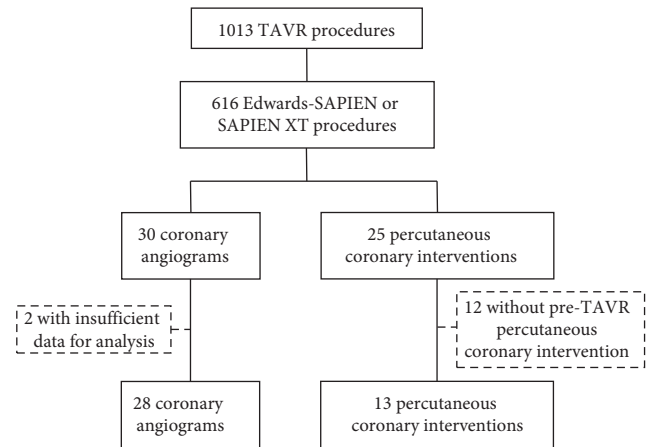 1013 TAVR procedures
616 Edwards-SAPIEN or
SAPIEN XT procedures
30 coronary
angiograms
25 percutaneous
coronary interventions
2 with insufficient
data for analysis
12 without pre-TAVR
percutaneous
coronary intervention
28 coronary
angiograms
13 percutaneous
coronary interventions